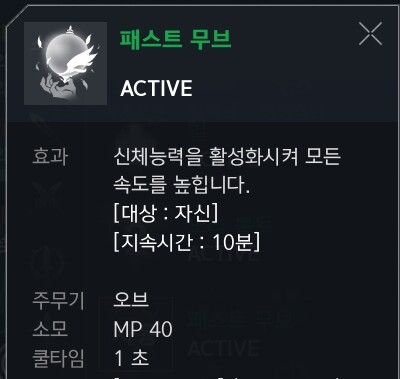 패스트 무브
ACTIVE
효과 신체능력을 활성화시켜 모든
속도를 높힙니다.
[대상 : 자신]
[지속시간 : 10분]
주무기 오브
소모 MP 40
쿨타임 1 초